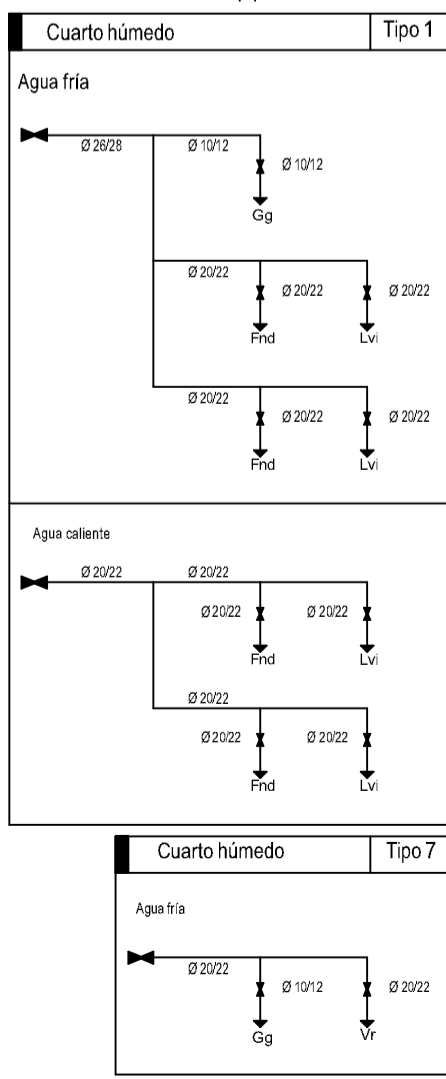 Cuarto húmedo Tipo 1
Agua fría
Ø 26/28 Ø 10/12
Ø 10/12
Gg
Ø 20/22
Ø 20/22 Ø 20/22
Fnd Lvi
Ø 20/22
Ø 20/22 Ø 20/22
Fnd Lvi
Agua caliente
Ø 20/22 Ø 20/22
Ø 20/22 Ø 20/22
Fnd Lvi
Ø 20/22
Ø 20/22 Ø 20/22
Fnd Lvi
Cuarto húmedo Tipo 7
Agua fría
Ø 20/22
Ø 10/12 Ø 20/22
Gg Vr